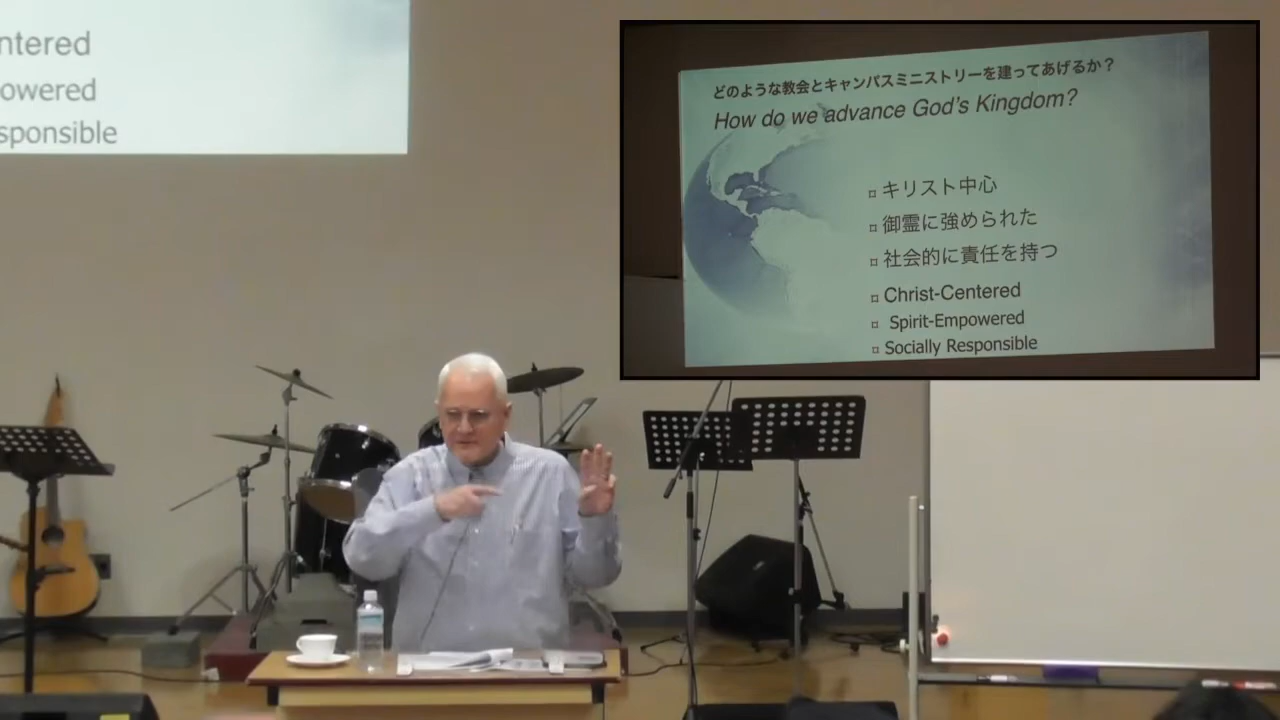 ntered
owered
sponsible
どのような教会とキャンパスミニストリーを建ってあげるか？
How do we advance God's Kingdom?
¤ キリスト中心
¤ 御霊に強められた
¤ 社会的に責任を持つ
¤ Christ-Centered
¤ Spirit-Empowered
¤ Socially Responsible